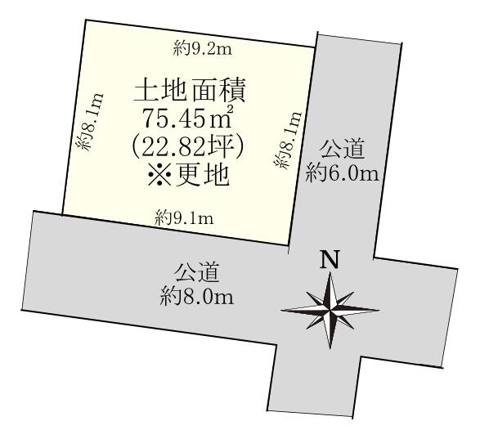 約9.2m
約8.1m
土地面積
75.45㎡
(22.82坪)
※更地
約8.1m
約9.1m
公道
約6.0m
公道
約8.0m
N